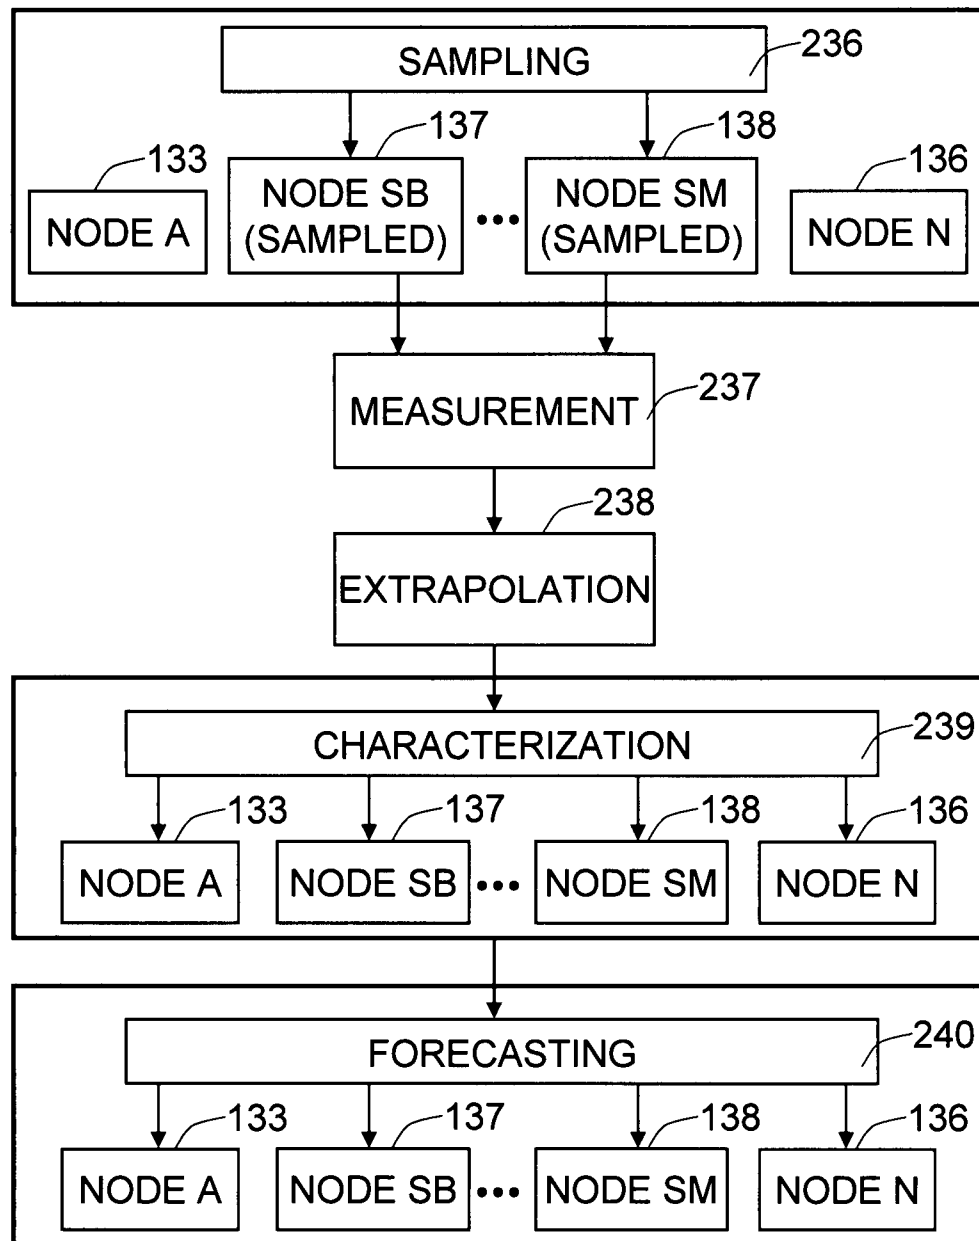 SAMPLING
236
137
138
133
136
NODE A
NODE SB
(SAMPLED)
•••
NODE SM
(SAMPLED)
NODE N
MEASUREMENT
237
238
EXTRAPOLATION
CHARACTERIZATION
239
133
137
138
136
NODE A
NODE SB
•••
NODE SM
NODE N
FORECASTING
240
133
137
138
136
NODE A
NODE SB
•••
NODE SM
NODE N